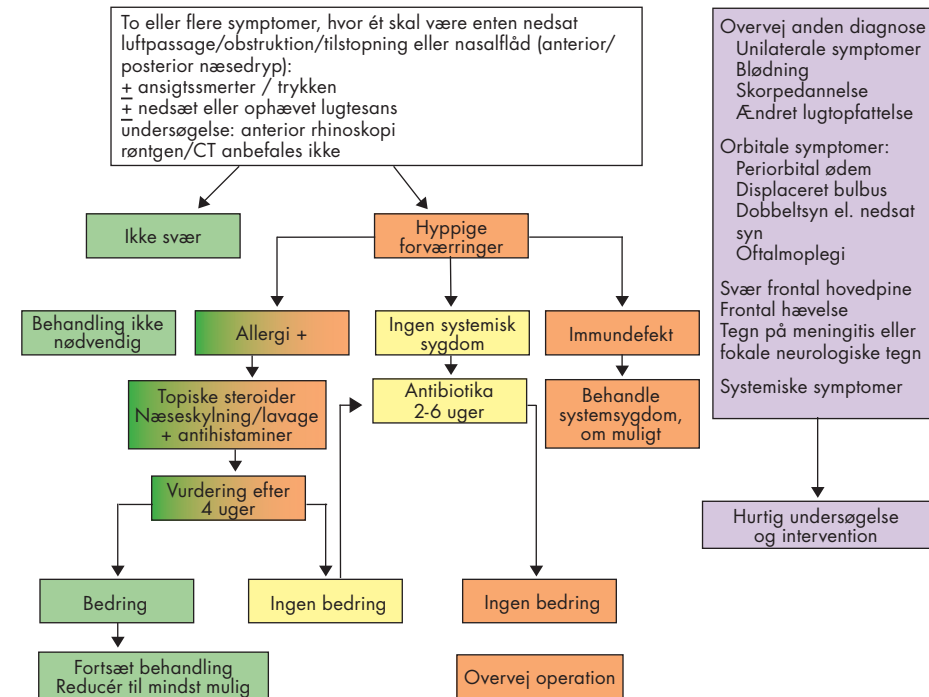 To eller flere symptomer, hvor ét skal være enten nedsat
luftpassage/obstruktion/tilstopning eller nasalflåd (anterior/
posterior næsedryp):
+ ansigtssmerter / trykken
+ nedsæt eller ophævet lugtesans
undersøgelse: anterior rhinoskopi
røntgen/CT anbefales ikke
Ikke svær
Hyppige
forværringer
Behandling ikke
nødvendig
Allergi +
Ingen systemisk
sygdom
Immundefekt
Topiske steroider
Næseskylning/lavage
+ antihistaminer
Antibiotika
2-6 uger
Behandle
systemsygdom,
om muligt
Vurdering efter
4 uger
Bedring
Ingen bedring
Ingen bedring
Fortsæt behandling
Reducér til mindst mulig
Overvej operation
Overvej anden diagnose
Unilaterale symptomer
Blødning
Skorpedannelse
Ændret lugtopfattelse
Orbitale symptomer:
Periorbital ødem
Displaceret bulbus
Dobbeltsyn el. nedsat
syn
Oftalmoplegi
Svær frontal hovedpine
Frontal hævelse
Tegn på meningitis eller
fokale neurologiske tegn
Systemiske symptomer
Hurtig undersøgelse
og intervention